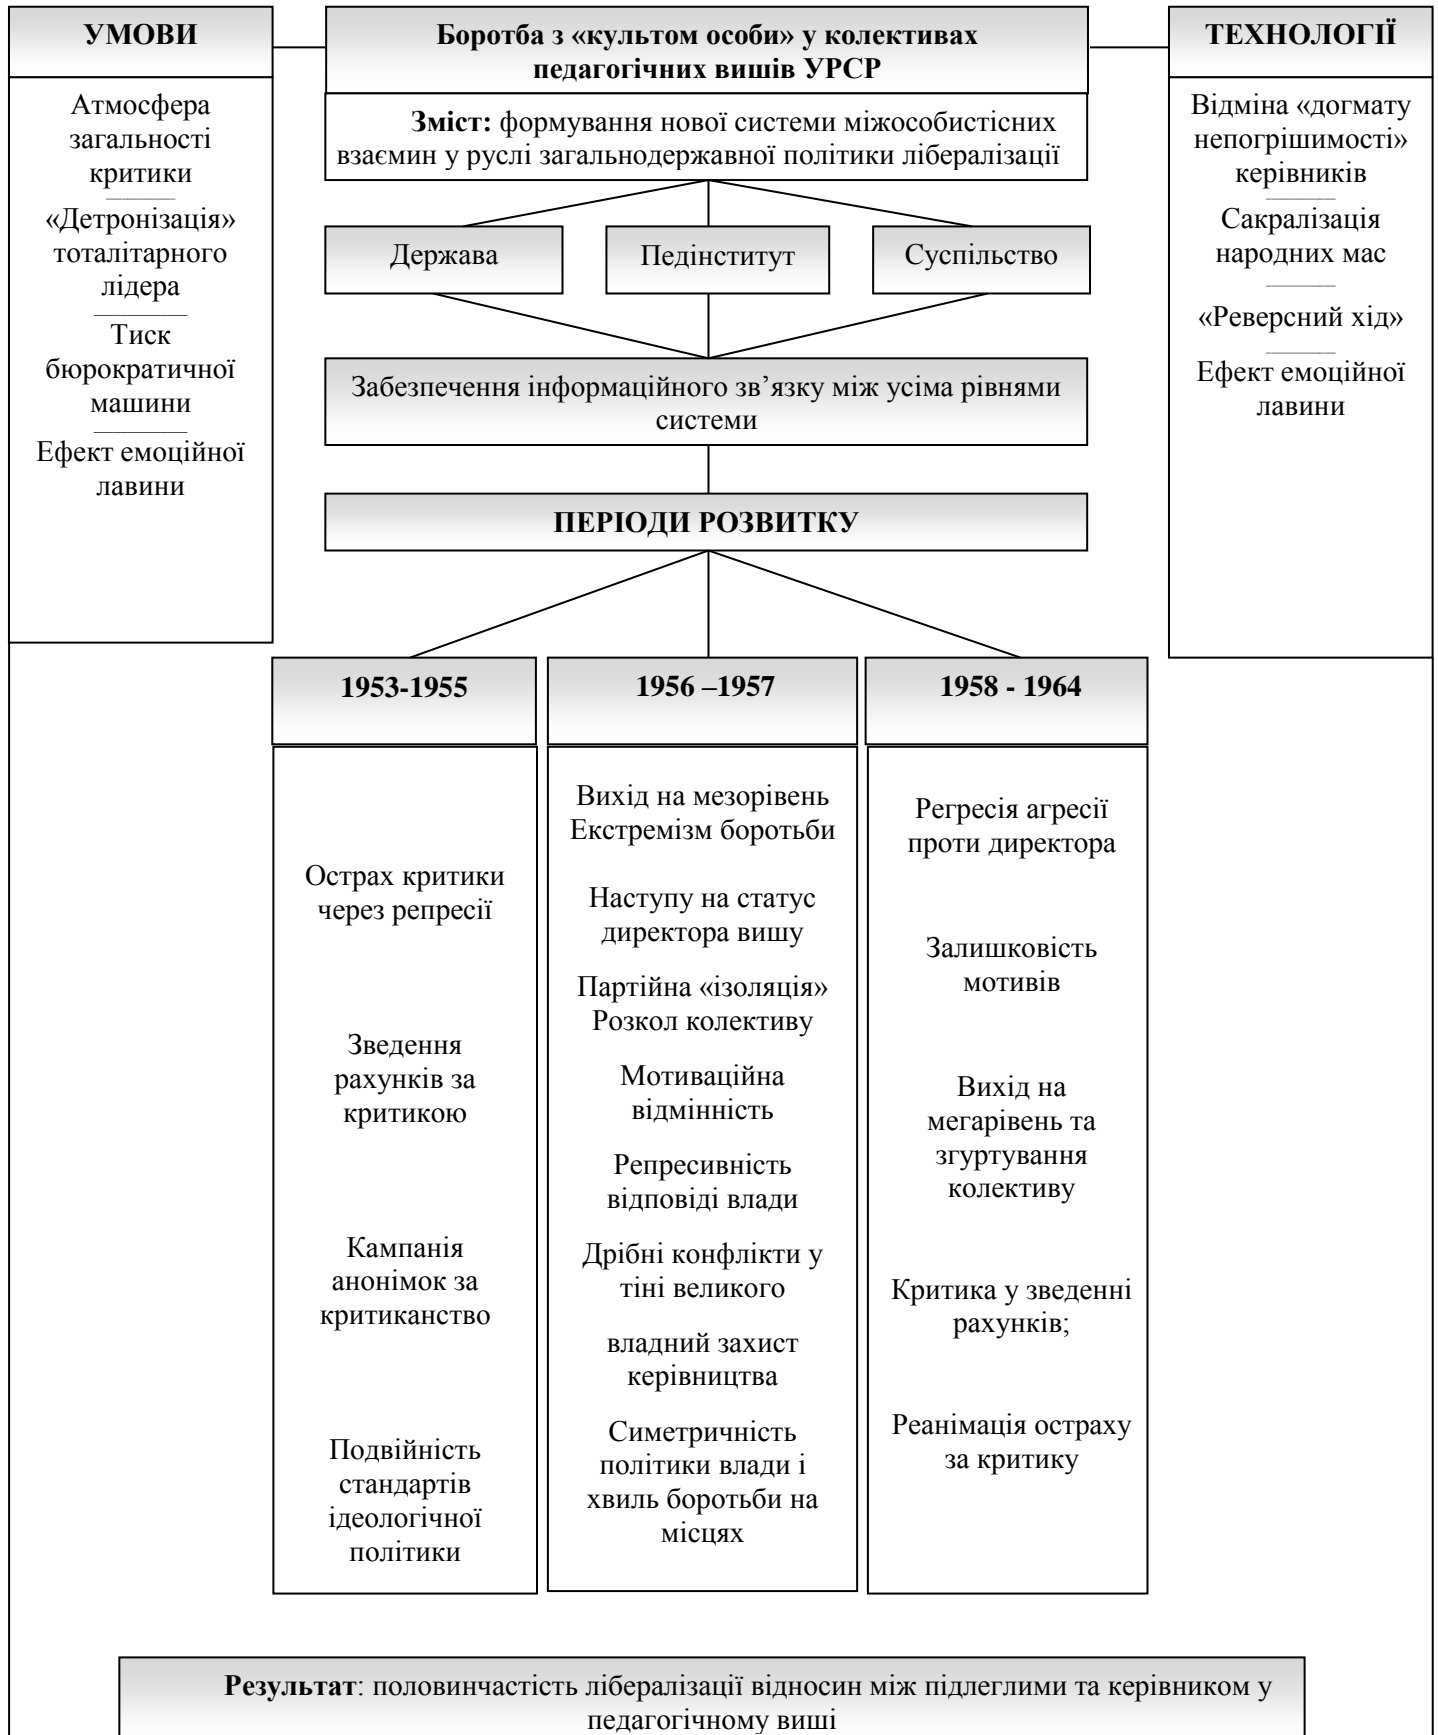 УМОВИ
Атмосфера
загальності
критики
«Детронізація»
тоталітарного
лідера
Тиск
бюрократичної
машини
Ефект емоційної
лавини
Боротба з «культом особи» у колективах
педагогічних вишів УРСР
Зміст: формування нової системи міжособистісних
взаємин у руслі загальнодержавної політики лібералізації
Держава
Педінститут
Суспільство
Забезпечення інформаційного зв’язку між усіма рівнями
системи
ПЕРІОДИ РОЗВИТКУ
ТЕХНОЛОГІЇ
Відміна «догмату
непогрішимості»
керівників
Сакралізація
народних мас
«Реверсний хід»
Ефект емоційної
лавини
1953-1955
Острах критики
через репресії
Зведення
рахунків за
критикою
Кампанія
анонімок за
критиканство
Подвійність
стандартів
ідеологічної
політики
1956 –1957
Вихід на мезорівень
Екстремізм боротьби
Наступу на статус
директора вишу
Партійна «ізоляція»
Розкол колективу
Мотиваційна
відмінність
Репресивність
відповіді влади
Дрібні конфлікти у
тіні великого
владний захист
керівництва
Симетричність
політики влади і
хвиль боротьби на
місцях
1958 - 1964
Регресія агресії
проти директора
Залишковість
мотивів
Вихід на
мегарівень та
згуртування
колективу
Критика у зведенні
рахунків;
Реанімація остраху
за критику
Результат: половинчастість лібералізації відносин між підлеглими та керівником у
педагогічному виші